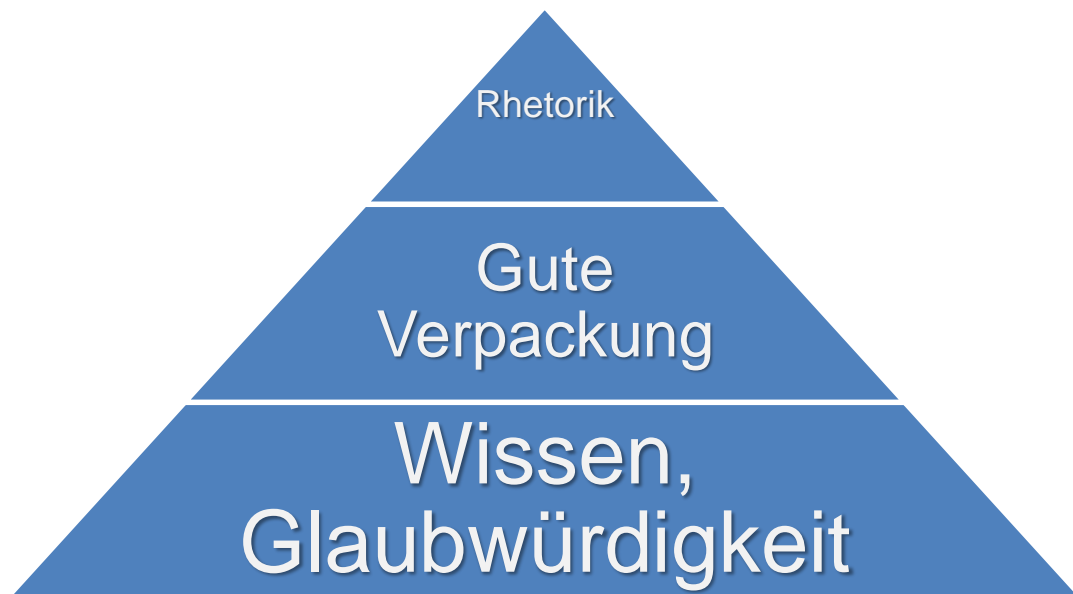 Rhetorik
Gute
Verpackung
Wissen,
Glaubwürdigkeit